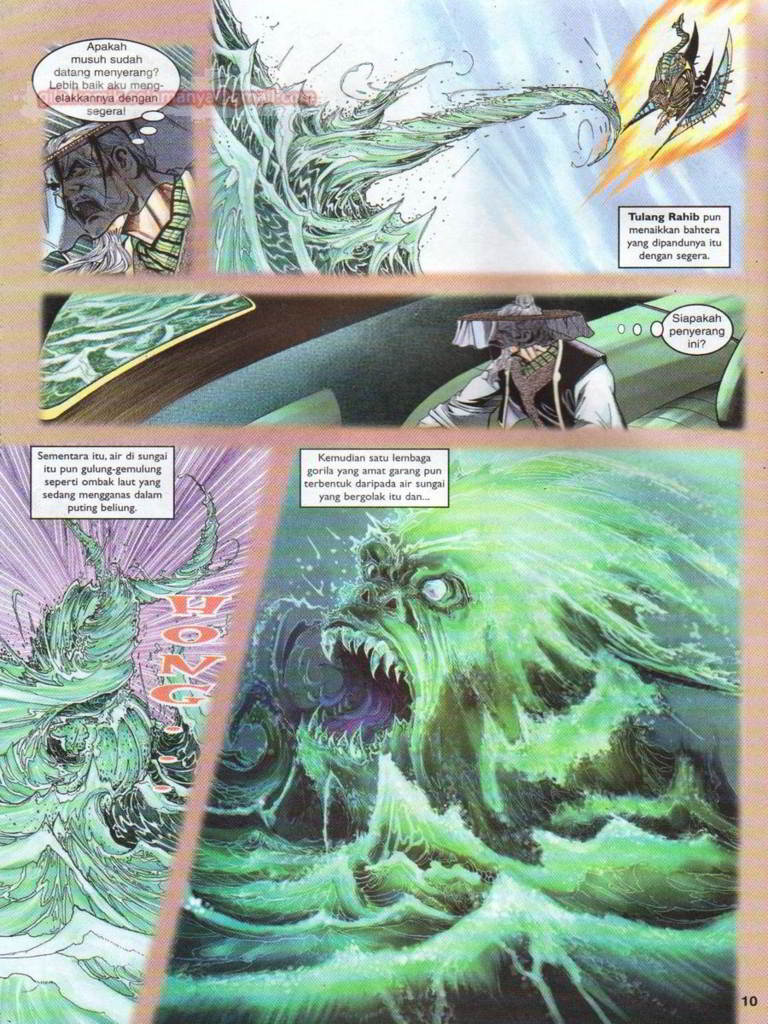 Apakah
musuh sudah
datang menyerang?
Lebih baik aku meng-
elakkannya dengan
segera!
Tulang Rahib pun
menaikkan bahtera
yang dipandunya itu
dengan segera.
Siapakah
penyerang
ini?
Sementara itu, air di sungai
itu pun gulung-gemulung
seperti ombak laut yang
sedang mengganas dalam
puting beliung.
HONG...
Kemudian satu lembaga
gorila yang amat garang pun
terbentuk daripada air sungai
yang bergolak itu dan...
10